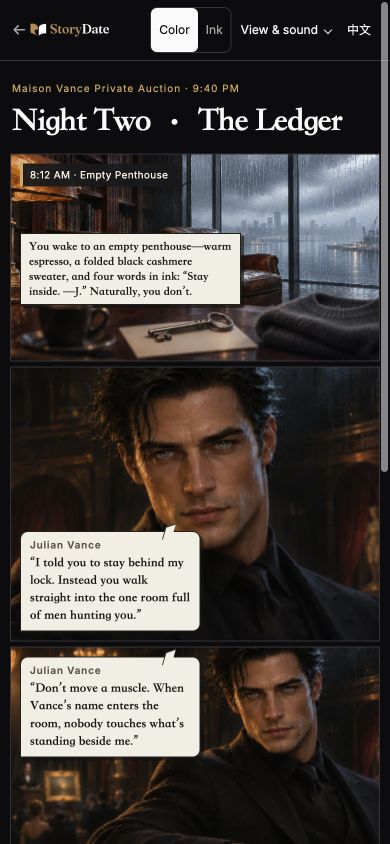 StoryDate
Color
Ink
View & sound
中文
Maison Vance Private Auction · 9:40 PM
Night Two · The Ledger
8:12 AM · Empty Penthouse
You wake to an empty penthouse—warm
espresso, a folded black cashmere
sweater, and four words in ink: “Stay
inside. —J.” Naturally, you don’t.
Julian Vance
“I told you to stay behind my
lock. Instead you walk
straight into the one room full
of men hunting you.”
Julian Vance
“Don’t move a muscle. When
Vance’s name enters the
room, nobody touches what’s
standing beside me.”